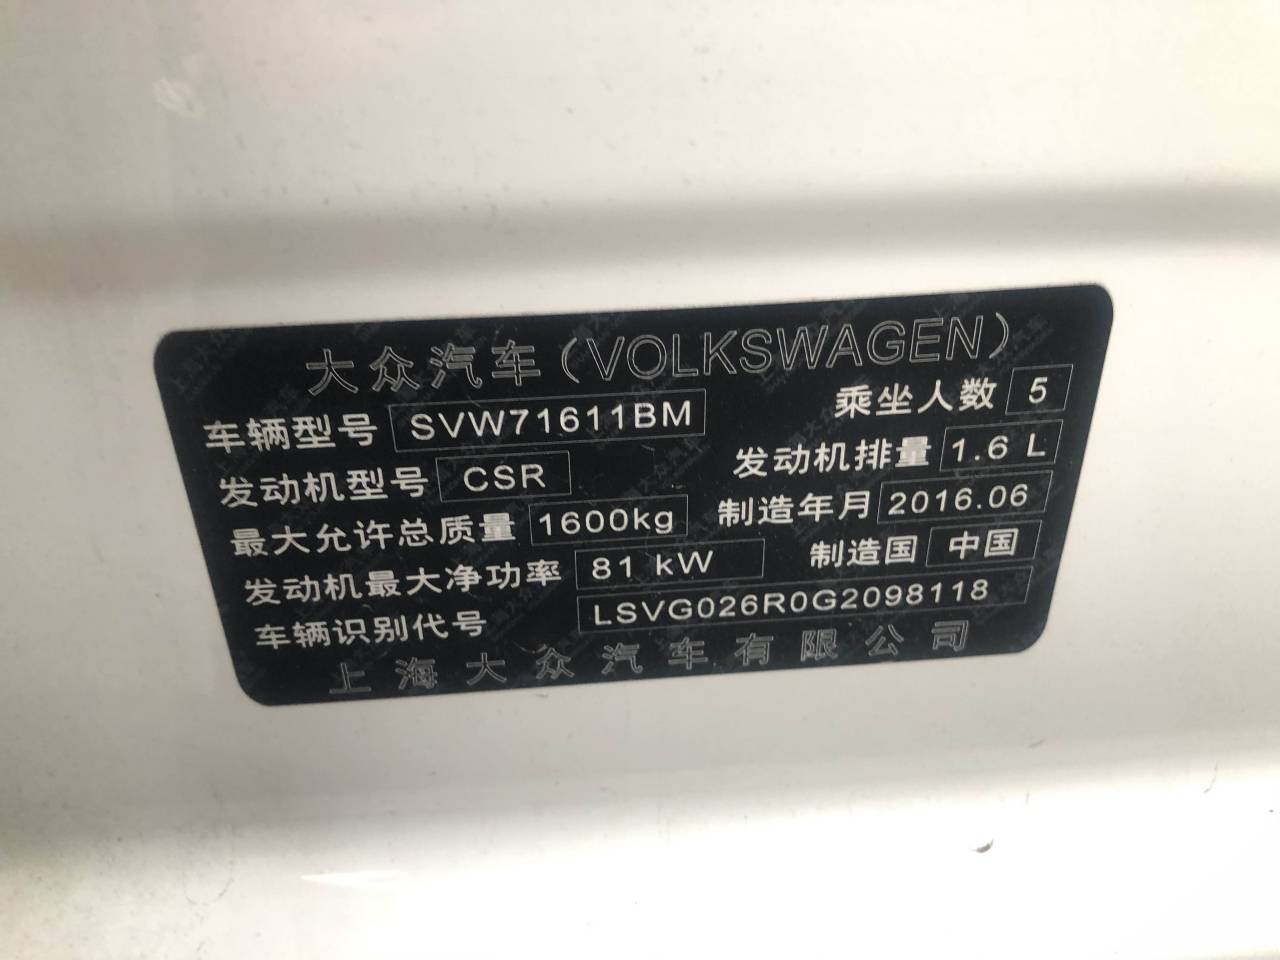 大众汽车(VOLKSWAGEN)
车辆型号 SVW71611BM 乘坐人数 5
发动机型号 CSR 发动机排量 1.6 L
最大允许总质量 1600kg 制造年月 2016.06
发动机最大净功率 81 kW 制造国 中国
车辆识别代号 LSVG026R0G2098118
上海大众汽车有限公司